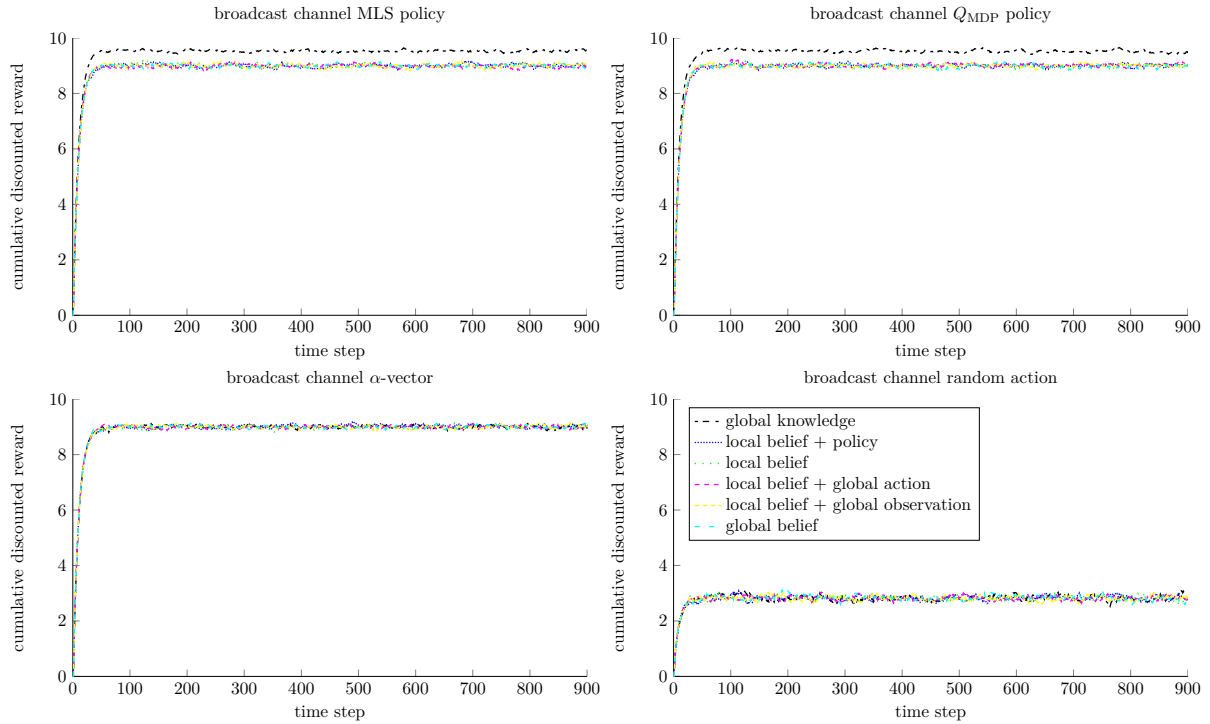 broadcast channel MLS policy
10
8
6
4
2
0
cumulative discounted reward
0 100 200 300 400 500 600 700 800 900
time step
broadcast channel Q_MDP policy
10
8
6
4
2
0
cumulative discounted reward
0 100 200 300 400 500 600 700 800 900
time step
broadcast channel α-vector
10
8
6
4
2
0
cumulative discounted reward
0 100 200 300 400 500 600 700 800 900
time step
broadcast channel random action
10
8
6
4
2
0
cumulative discounted reward
global knowledge
local belief + policy
local belief
local belief + global action
local belief + global observation
global belief
0 100 200 300 400 500 600 700 800 900
time step